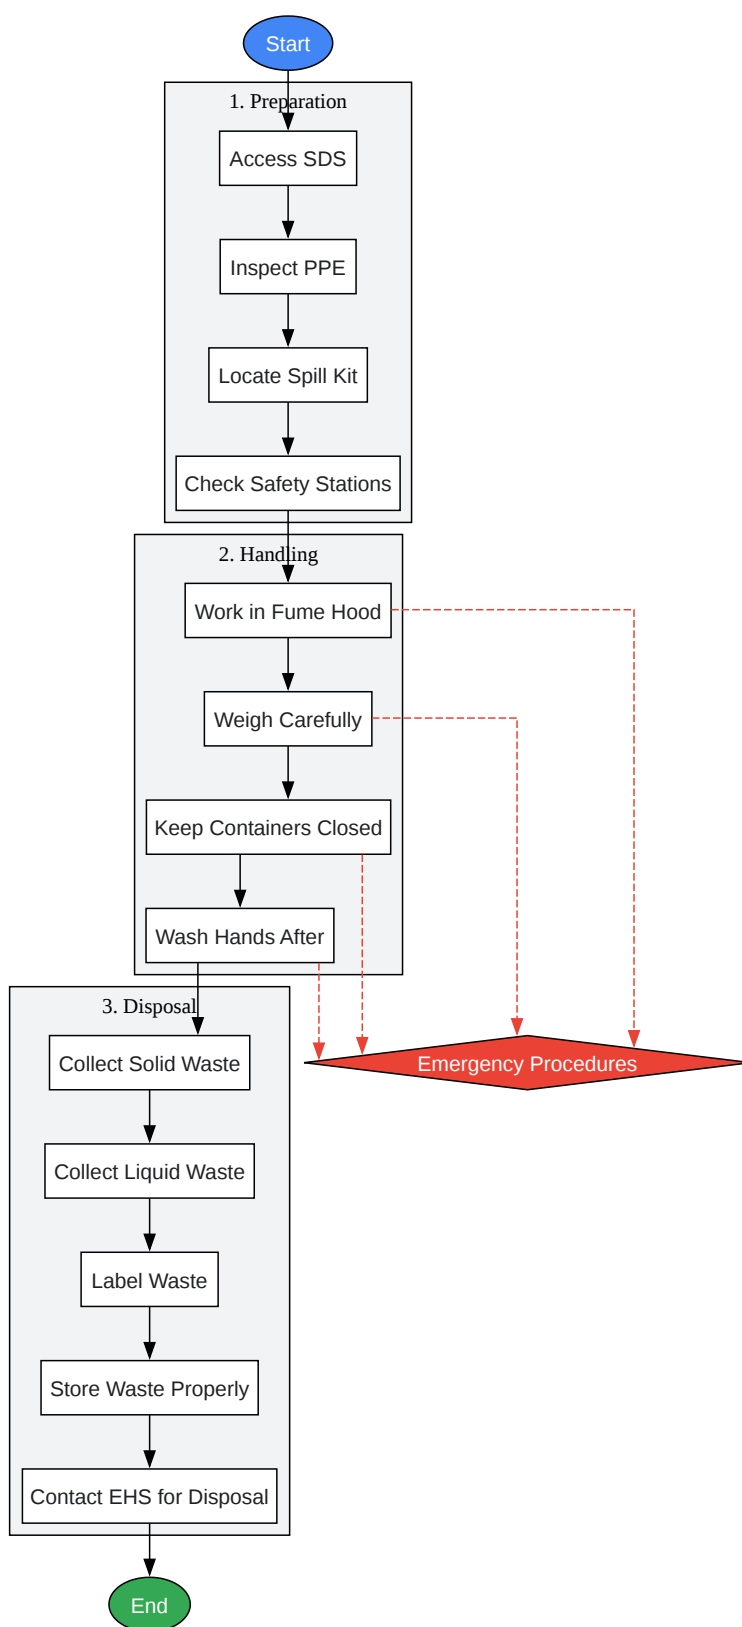 Start
1. Preparation
Access SDS
Inspect PPE
Locate Spill Kit
Check Safety Stations
2. Handling
Work in Fume Hood
Weigh Carefully
Keep Containers Closed
Wash Hands After
3. Disposal
Collect Solid Waste
Emergency Procedures
Collect Liquid Waste
Label Waste
Store Waste Properly
Contact EHS for Disposal
End